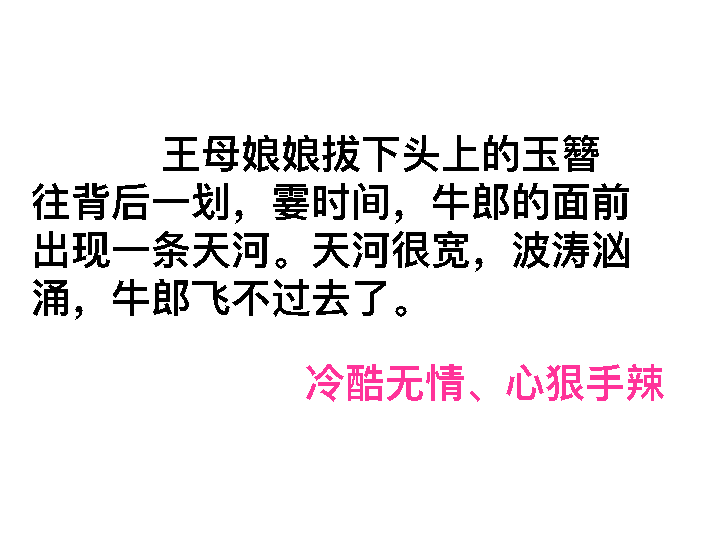 王母娘娘拔下头上的玉簪
往背后一划，霎时间，牛郎的面前
出现一条天河。天河很宽，波涛汹
涌，牛郎飞不过去了。
冷酷无情、心狠手辣